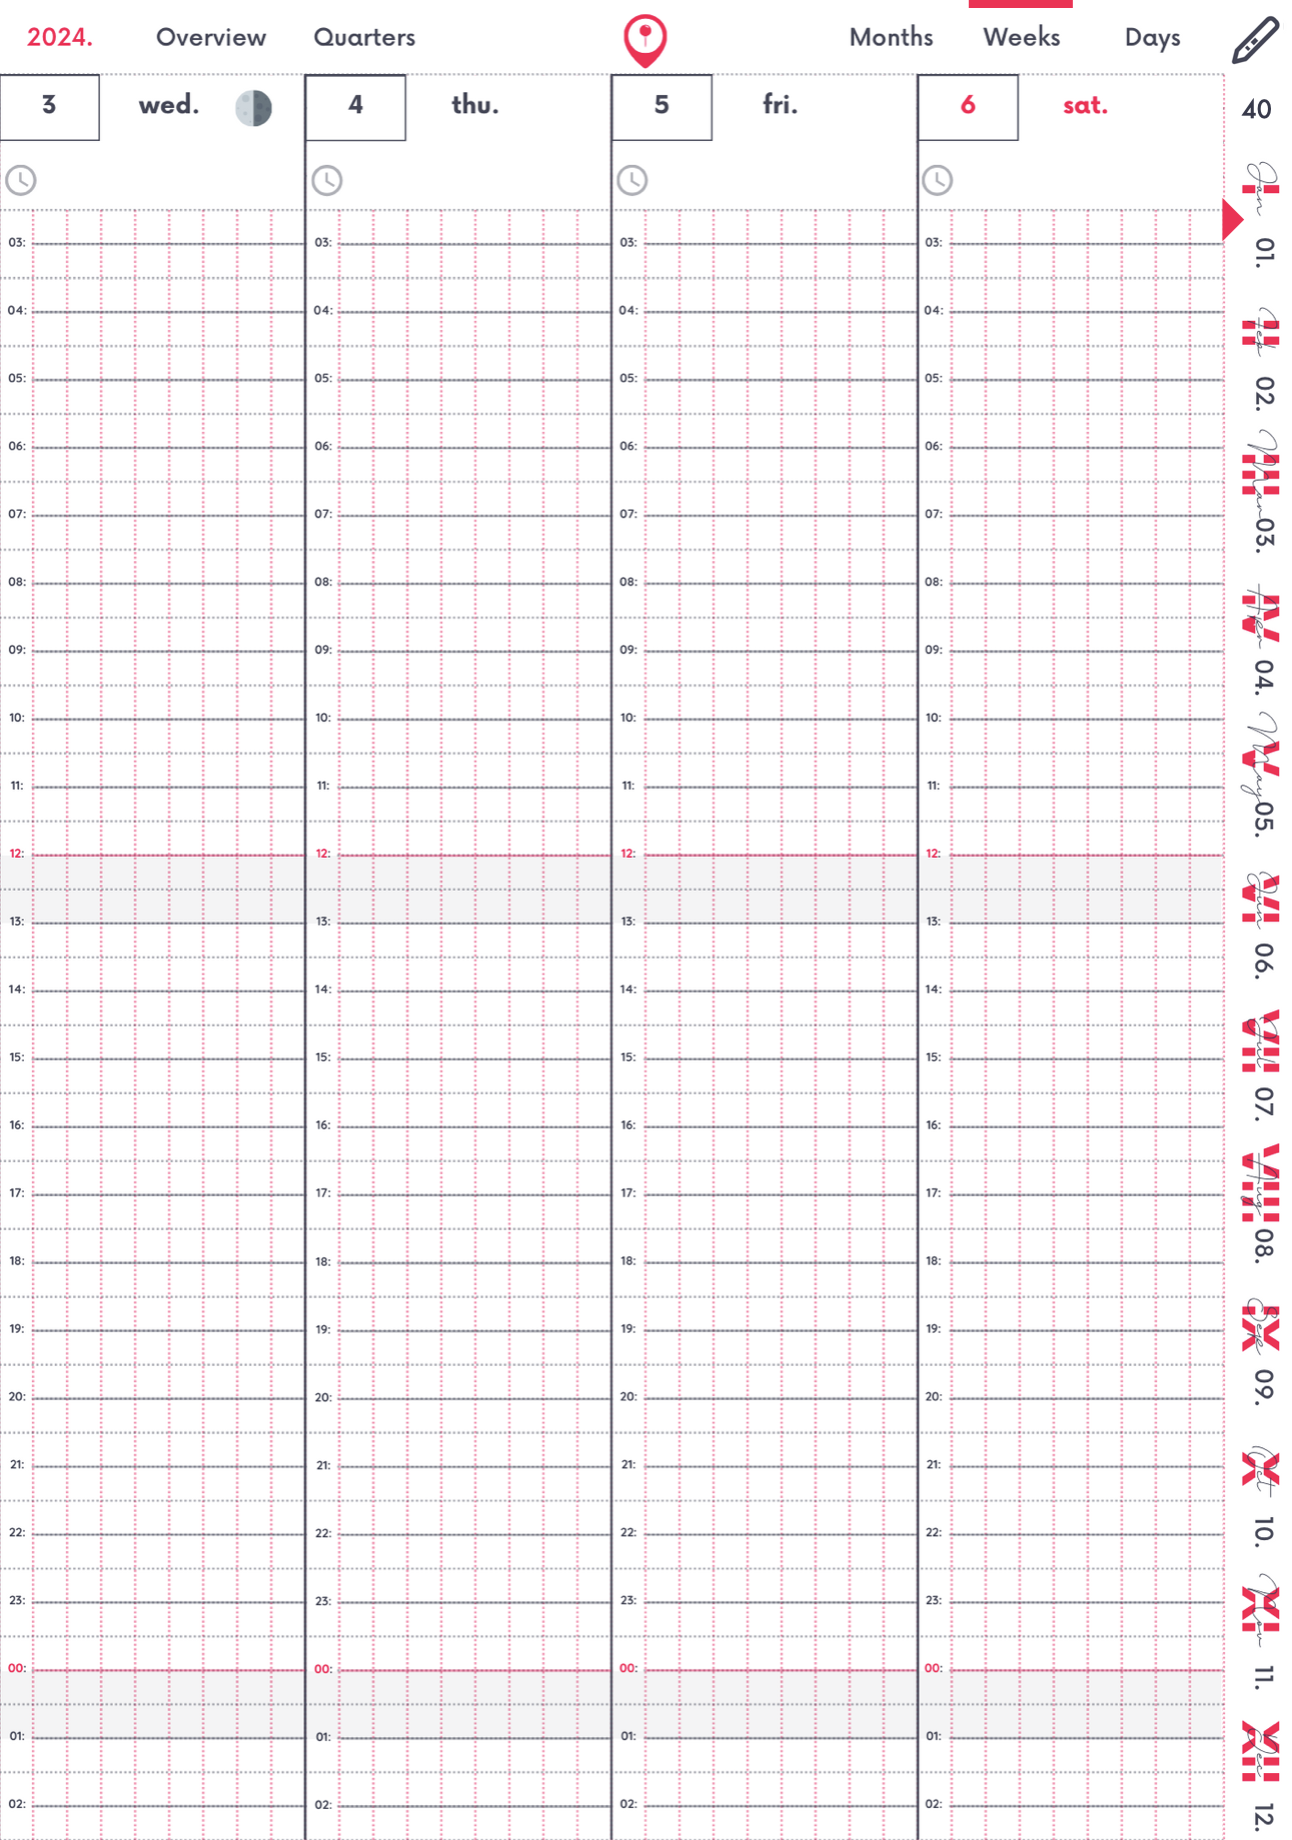 2024. Overview Quarters Months Weeks Days
3 wed. 4 thu. 5 fri. 6 sat. 40
03: 03: 03: 03:
04: 04: 04: 04:
05: 05: 05: 05:
06: 06: 06: 06:
07: 07: 07: 07:
08: 08: 08: 08:
09: 09: 09: 09:
10: 10: 10: 10:
11: 11: 11: 11:
12: 12: 12: 12:
13: 13: 13: 13:
14: 14: 14: 14:
15: 15: 15: 15:
16: 16: 16: 16:
17: 17: 17: 17:
18: 18: 18: 18:
19: 19: 19: 19:
20: 20: 20: 20:
21: 21: 21: 21:
22: 22: 22: 22:
23: 23: 23: 23:
00: 00: 00: 00:
01: 01: 01: 01:
02: 02: 02: 02:
I Jan 01.
II Feb 02.
III Mar 03.
IV Apr 04.
V May 05.
VI Jun 06.
VII Jul 07.
VIII Aug 08.
IX Sep 09.
X Oct 10.
XI Nov 11.
XII Dec 12.